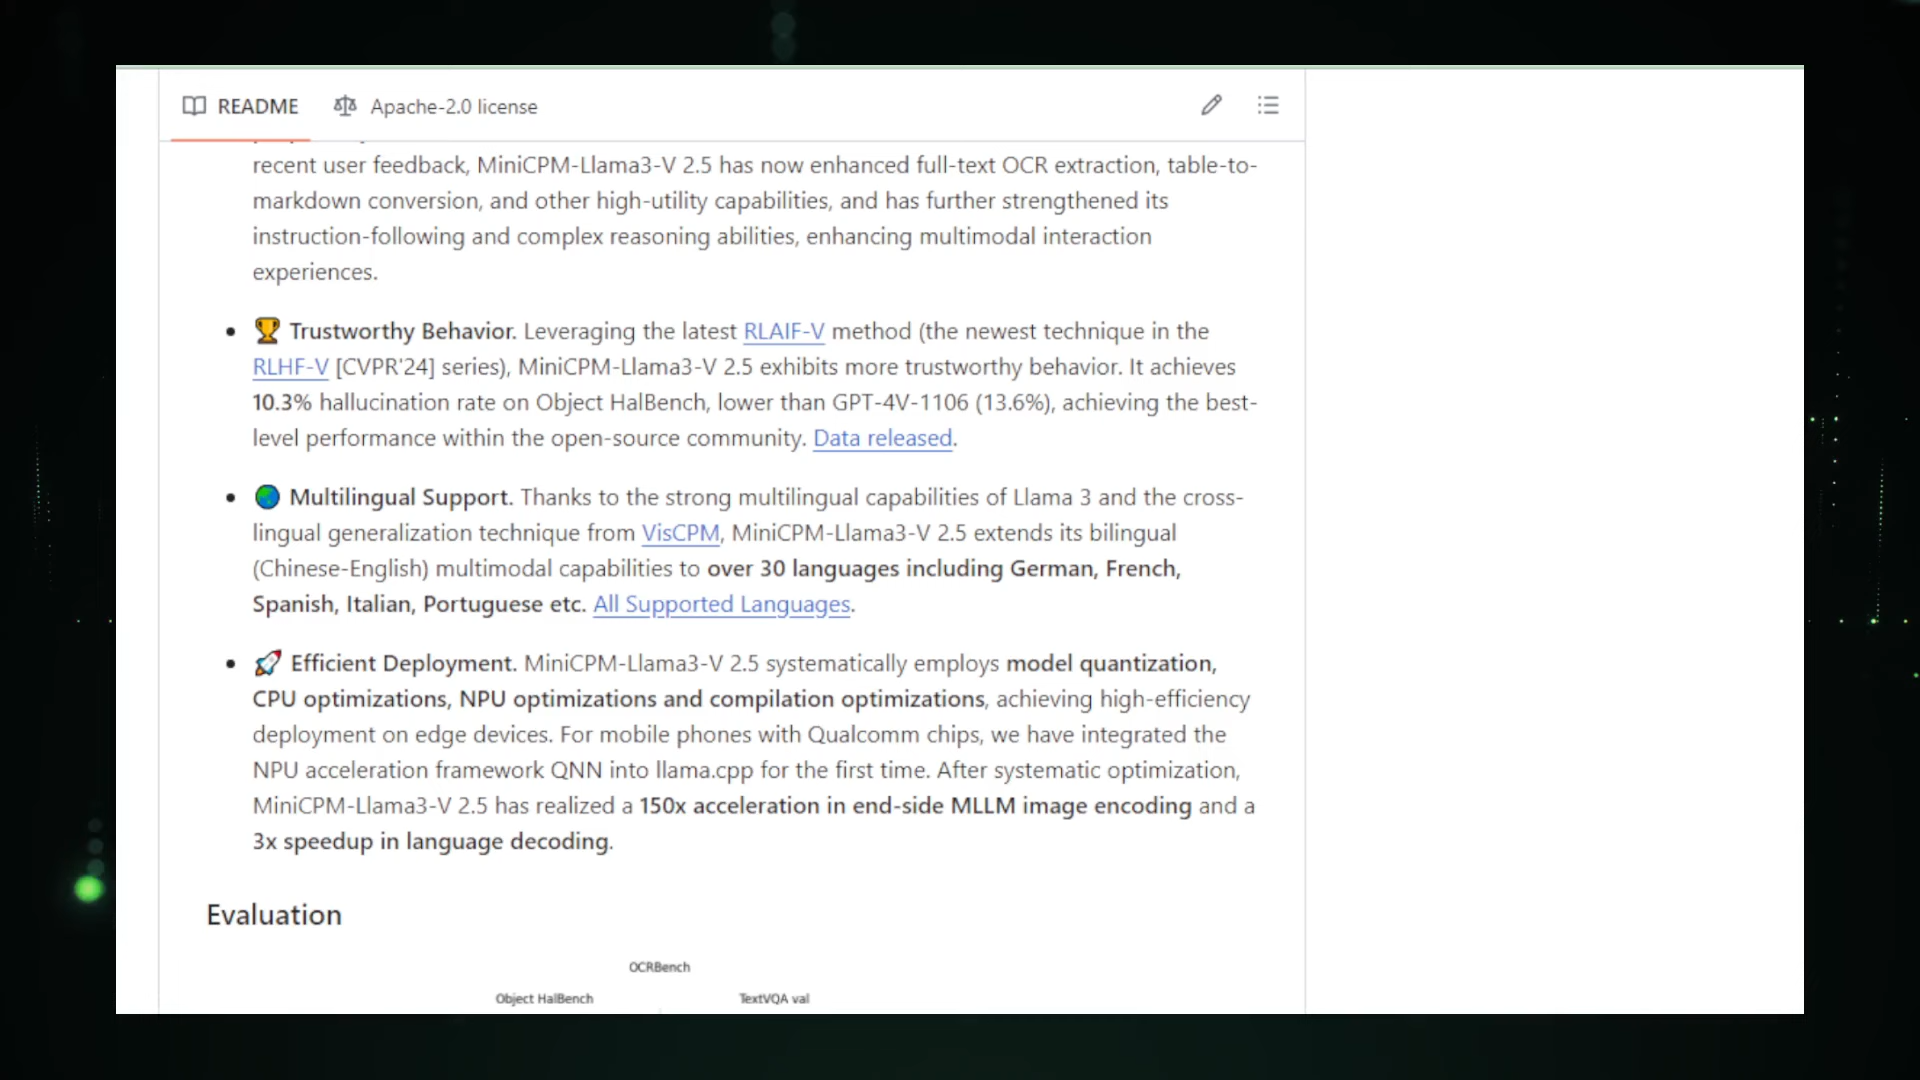 README Apache-2.0 license
recent user feedback, MiniCPM-Llama3-V 2.5 has now enhanced full-text OCR extraction, table-to-
markdown conversion, and other high-utility capabilities, and has further strengthened its
instruction-following and complex reasoning abilities, enhancing multimodal interaction
experiences.
Trustworthy Behavior. Leveraging the latest RLAIF-V method (the newest technique in the
RLHF-V [CVPR'24] series), MiniCPM-Llama3-V 2.5 exhibits more trustworthy behavior. It achieves
10.3% hallucination rate on Object HalBench, lower than GPT-4V-1106 (13.6%), achieving the best-
level performance within the open-source community. Data released.
Multilingual Support. Thanks to the strong multilingual capabilities of Llama 3 and the cross-
lingual generalization technique from VisCPM, MiniCPM-Llama3-V 2.5 extends its bilingual
(Chinese-English) multimodal capabilities to over 30 languages including German, French,
Spanish, Italian, Portuguese etc. All Supported Languages.
Efficient Deployment. MiniCPM-Llama3-V 2.5 systematically employs model quantization,
CPU optimizations, NPU optimizations and compilation optimizations, achieving high-efficiency
deployment on edge devices. For mobile phones with Qualcomm chips, we have integrated the
NPU acceleration framework QNN into llama.cpp for the first time. After systematic optimization,
MiniCPM-Llama3-V 2.5 has realized a 150x acceleration in end-side MLLM image encoding and a
3x speedup in language decoding.
Evaluation
OCRBench
Object HalBench TextVQA val